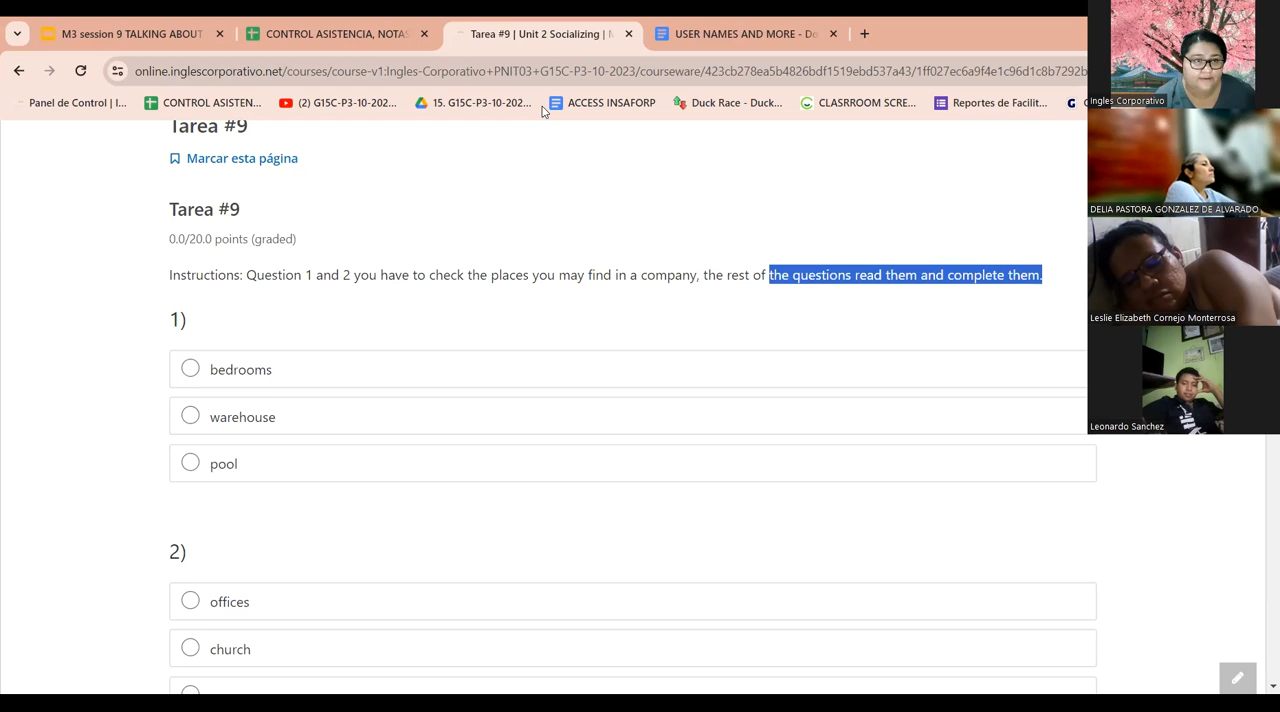 M3 session 9 TALKING ABOUT
CONTROL ASISTENCIA, NOTAS
Tarea #9 | Unit 2 Socializing |
USER NAMES AND MORE - Do
online.inglescorporativo.net/courses/course-v1:Ingles-Corporativo+PNIT03+G15C-P3-10-2023/courseware/423cb278ea5b4826bdf1519ebd537a43/1ff027ec6a9f4e1c96d1c8b7292b
Panel de Control | I...
CONTROL ASISTEN...
(2) G15C-P3-10-202...
15. G15C-P3-10-202...
ACCESS INSAFORP
Duck Race - Duck...
CLASRROOM SCRE...
Reportes de Facilit...
Tarea #9
Marcar esta página
Tarea #9
0.0/20.0 points (graded)
Instructions: Question 1 and 2 you have to check the places you may find in a company, the rest of the questions read them and complete them.
1)
bedrooms
warehouse
pool
2)
offices
church
Ingles Corporativo
DELIA PASTORA GONZALEZ DE ALVARADO
Leslie Elizabeth Cornejo Monterrosa
Leonardo Sanchez